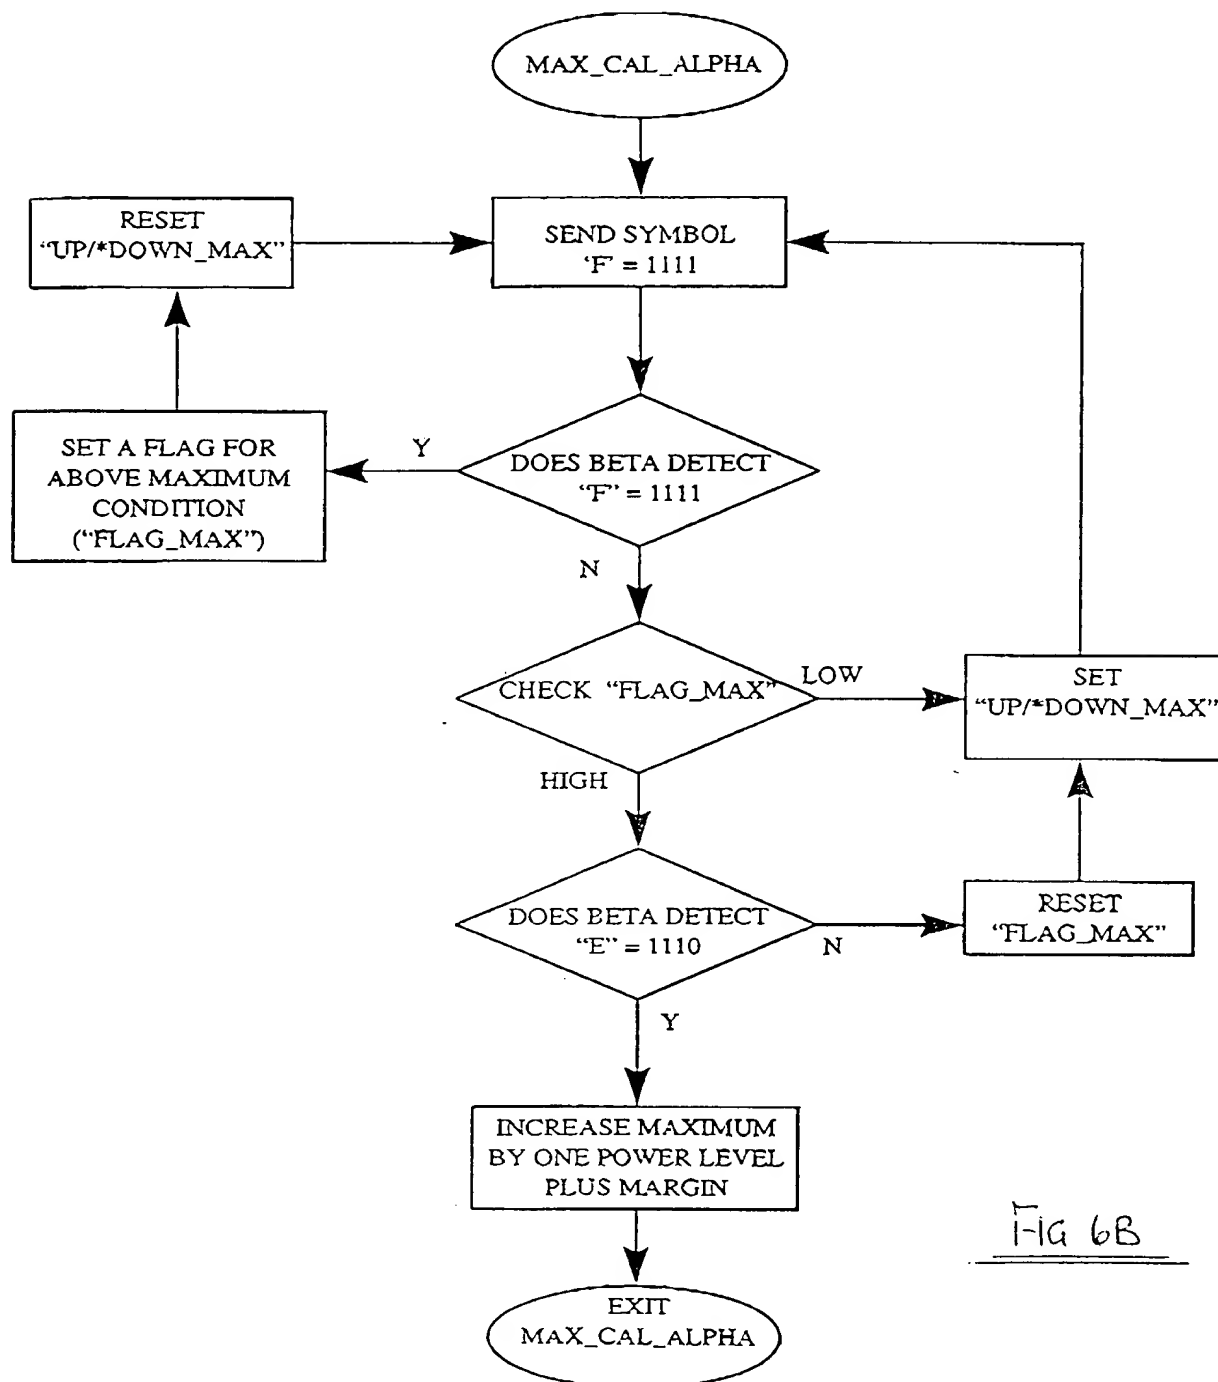 MAX_CAL_ALPHA
RESET
"UP/*DOWN_MAX"
SEND SYMBOL
'F' = 1111
SET A FLAG FOR
ABOVE MAXIMUM
CONDITION
("FLAG_MAX")
Y
DOES BETA DETECT
"F" = 1111
N
CHECK "FLAG_MAX"
LOW
SET
"UP/*DOWN_MAX"
HIGH
DOES BETA DETECT
"E" = 1110
N
RESET
"FLAG_MAX"
Y
INCREASE MAXIMUM
BY ONE POWER LEVEL
PLUS MARGIN
FIG 6B
EXIT
MAX_CAL_ALPHA